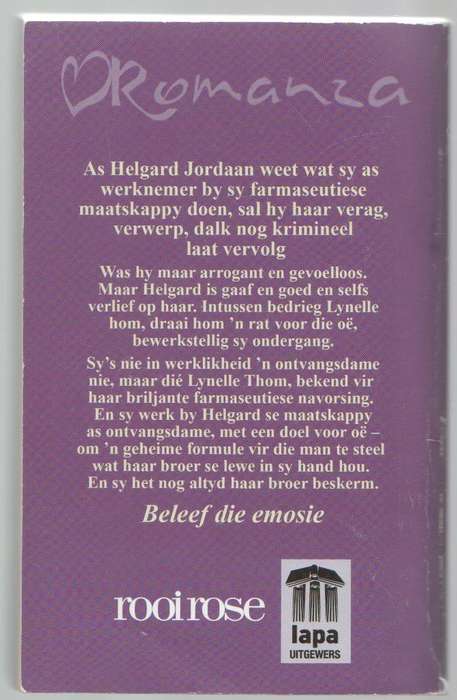 Romanza
As Helgard Jordaan weet wat sy as
werknemer by sy farmaseutiese
maatskappy doen, sal hy haar verag,
verwerp, dalk nog krimineel
laat vervolg
Was hy maar arrogant en gevoelloos.
Maar Helgard is gaaf en goed en selfs
verlief op haar. Intussen bedrieg Lynelle
hom, draai hom 'n rat voor die oë,
bewerkstellig sy ondergang.
Sy's nie in werklikheid 'n ontvangsdame
nie, maar dié Lynelle Thom, bekend vir
haar briljante farmaseutiese navorsing.
En sy werk by Helgard se maatskappy
as ontvangsdame, met een doel voor oë –
om 'n geheime formule vir die man te steel
wat haar broer se lewe in sy hand hou.
En sy het nog altyd haar broer beskerm.
Beleef die emosie
rooi rose
lapa
UITGEWERS